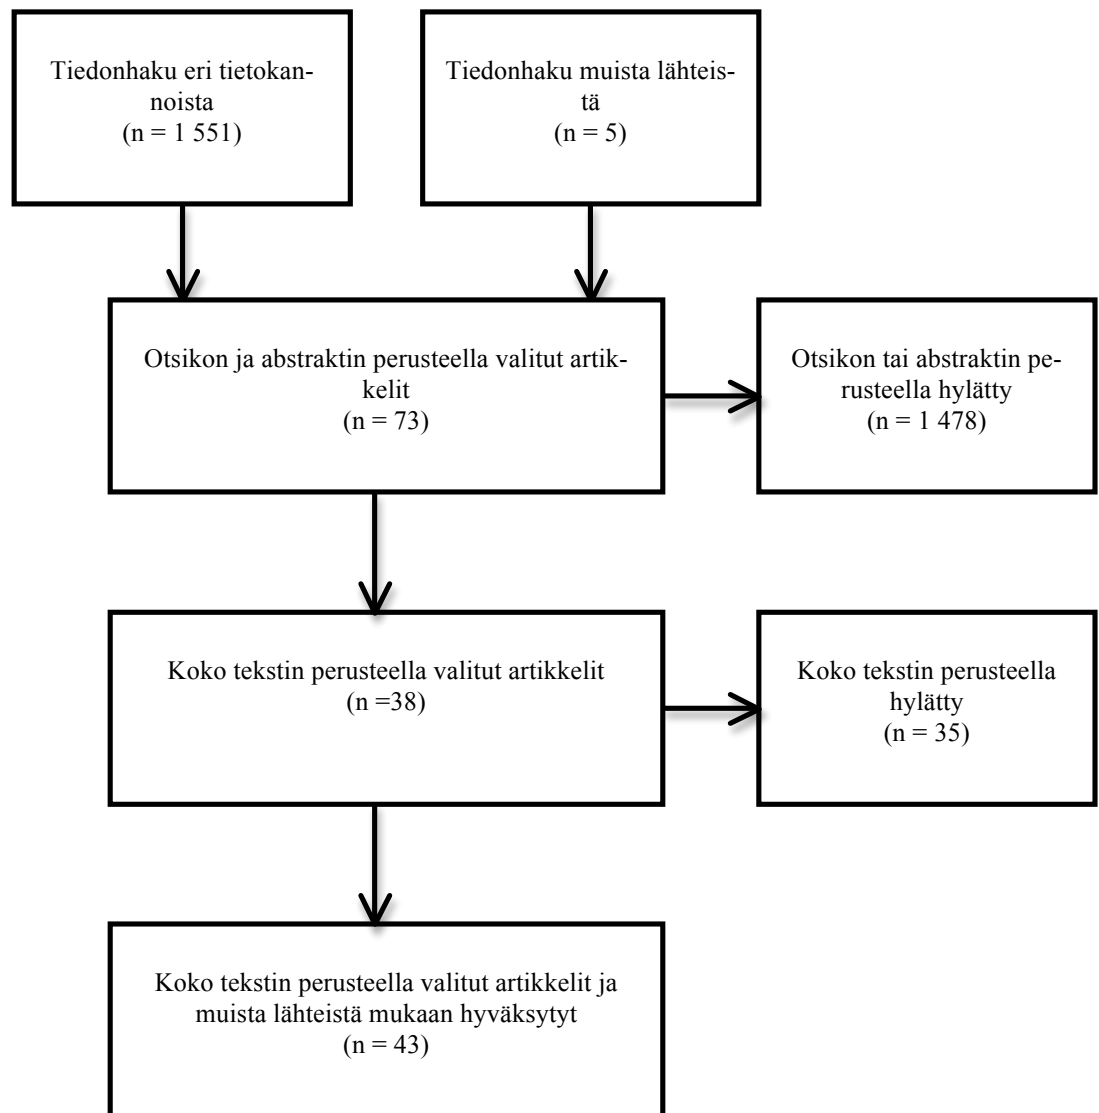 Tiedonhaku eri tietokan-
noista
(n = 1 551)
Tiedonhaku muista lähteis-
tä
(n = 5)
Otsikon ja abstraktin perusteella valitut artik-
kelit
(n = 73)
Otsikon tai abstraktin pe-
rusteella hylätty
(n = 1 478)
Koko tekstin perusteella valitut artikkelit
(n =38)
Koko tekstin perusteella
hylätty
(n = 35)
Koko tekstin perusteella valitut artikkelit ja
muista lähteistä mukaan hyväksytyt
(n = 43)